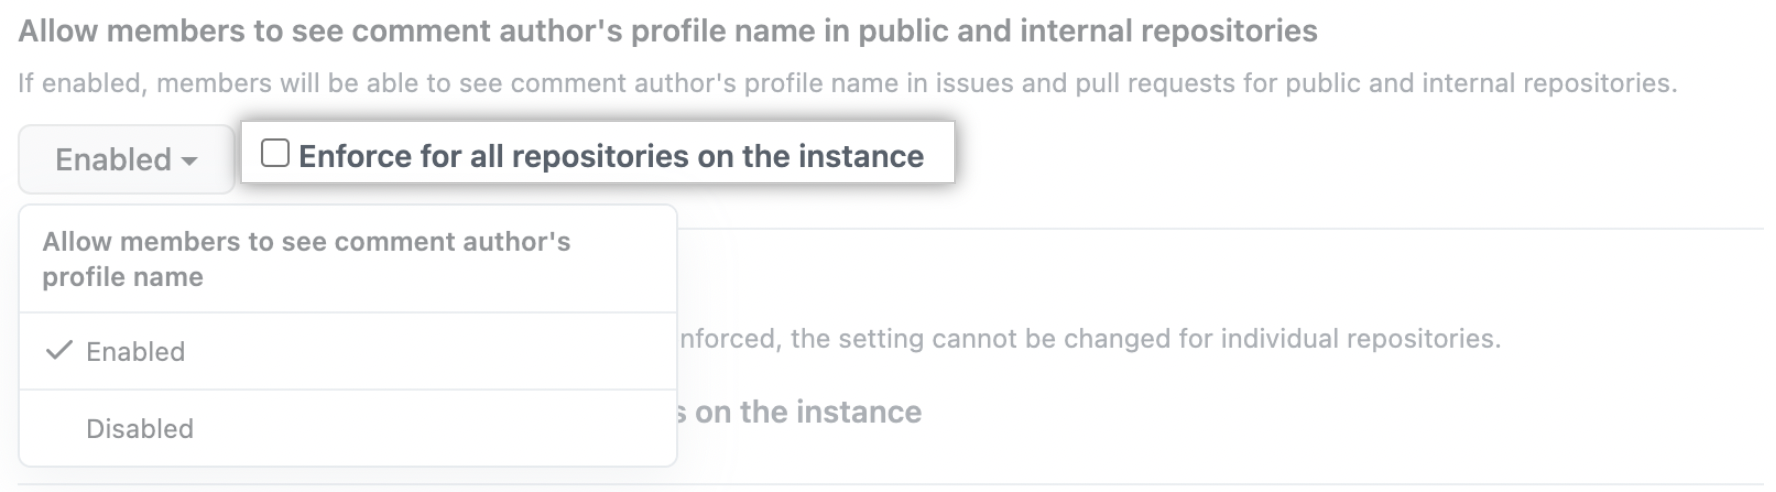 Allow members to see comment author's profile name in public and internal repositories
If enabled, members will be able to see comment author's profile name in issues and pull requests for public and internal repositories.
Enabled
Enforce for all repositories on the instance
Allow members to see comment author's
profile name
nforced, the setting cannot be changed for individual repositories.
Enabled
s on the instance
Disabled